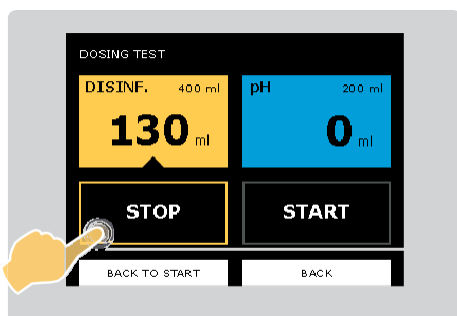 DOSING TEST
DISINF. 400 ml
130 ml
pH 200 ml
0 ml
STOP
START
BACK TO START
BACK